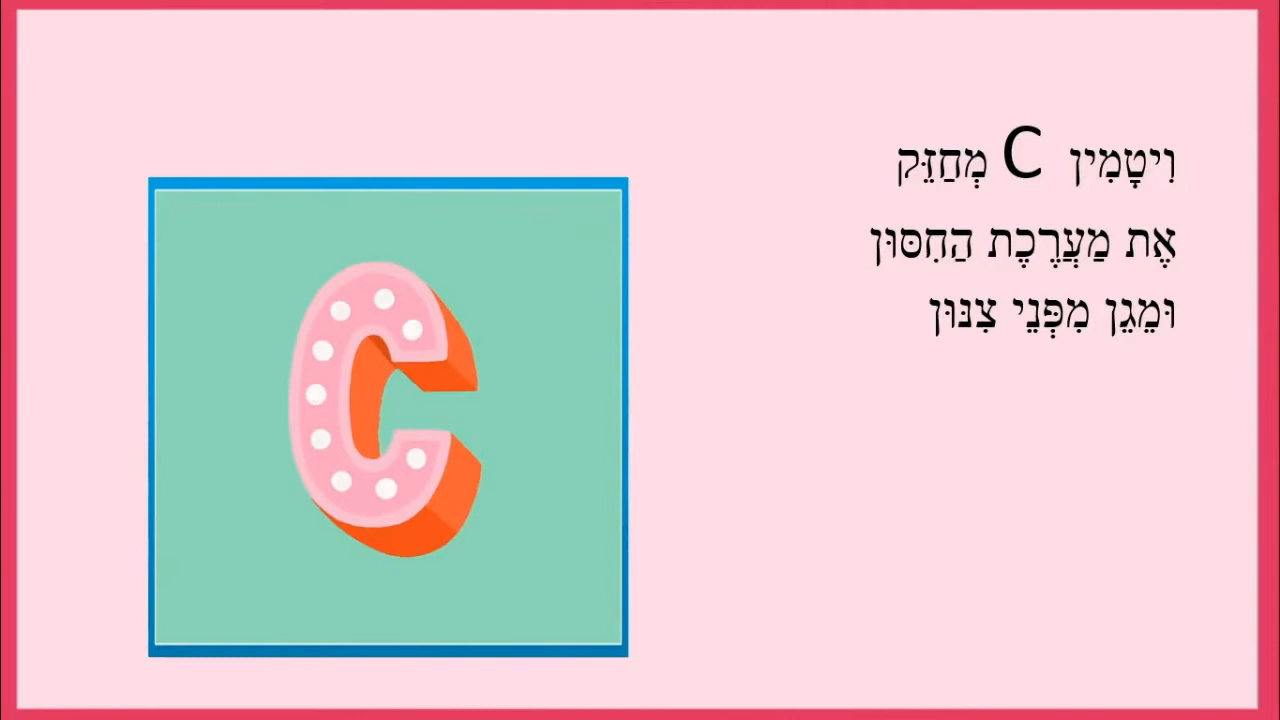 וִיטָמִין C מְחַזֵּק
אֶת מַעֲרֶכֶת הַחִסּוּן
וּמֵגֵן מִפְּנֵי צִנּוּן
C